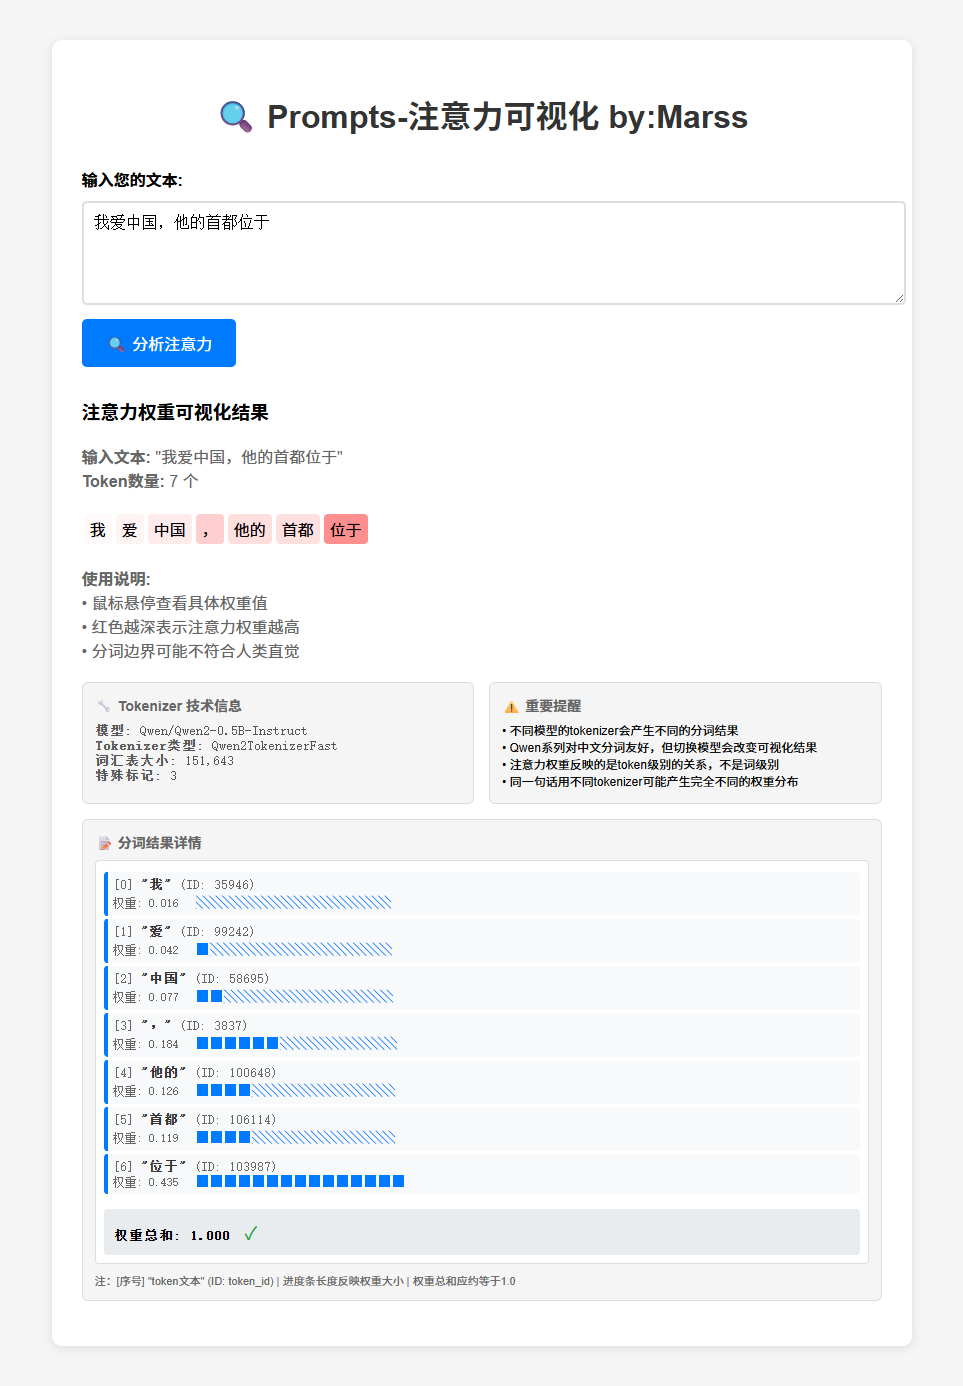 🔍 Prompts-注意力可视化 by:Marss
输入您的文本:
我爱中国，他的首都位于
🔍 分析注意力
注意力权重可视化结果
输入文本: "我爱中国，他的首都位于"
Token数量: 7 个
我 爱 中国 ， 他的 首都 位于
使用说明:
• 鼠标悬停查看具体权重值
• 红色越深表示注意力权重越高
• 分词边界可能不符合人类直觉
🔧 Tokenizer 技术信息
模型: Qwen/Qwen2-0.5B-Instruct
Tokenizer类型: Qwen2TokenizerFast
词汇表大小: 151,643
特殊标记: 3
⚠️ 重要提醒
• 不同模型的tokenizer会产生不同的分词结果
• Qwen系列对中文分词友好，但切换模型会改变可视化结果
• 注意力权重反映的是token级别的关系，不是词级别
• 同一句话用不同tokenizer可能产生完全不同的权重分布
📝 分词结果详情
[0] "我" (ID: 35946)
权重: 0.016
[1] "爱" (ID: 99242)
权重: 0.042
[2] "中国" (ID: 58695)
权重: 0.077
[3] "，" (ID: 3837)
权重: 0.184
[4] "他的" (ID: 100648)
权重: 0.126
[5] "首都" (ID: 106114)
权重: 0.119
[6] "位于" (ID: 103987)
权重: 0.435
权重总和: 1.000 ✓
注: [序号] "token文本" (ID: token_id) | 进度条长度反映权重大小 | 权重总和应约等于1.0